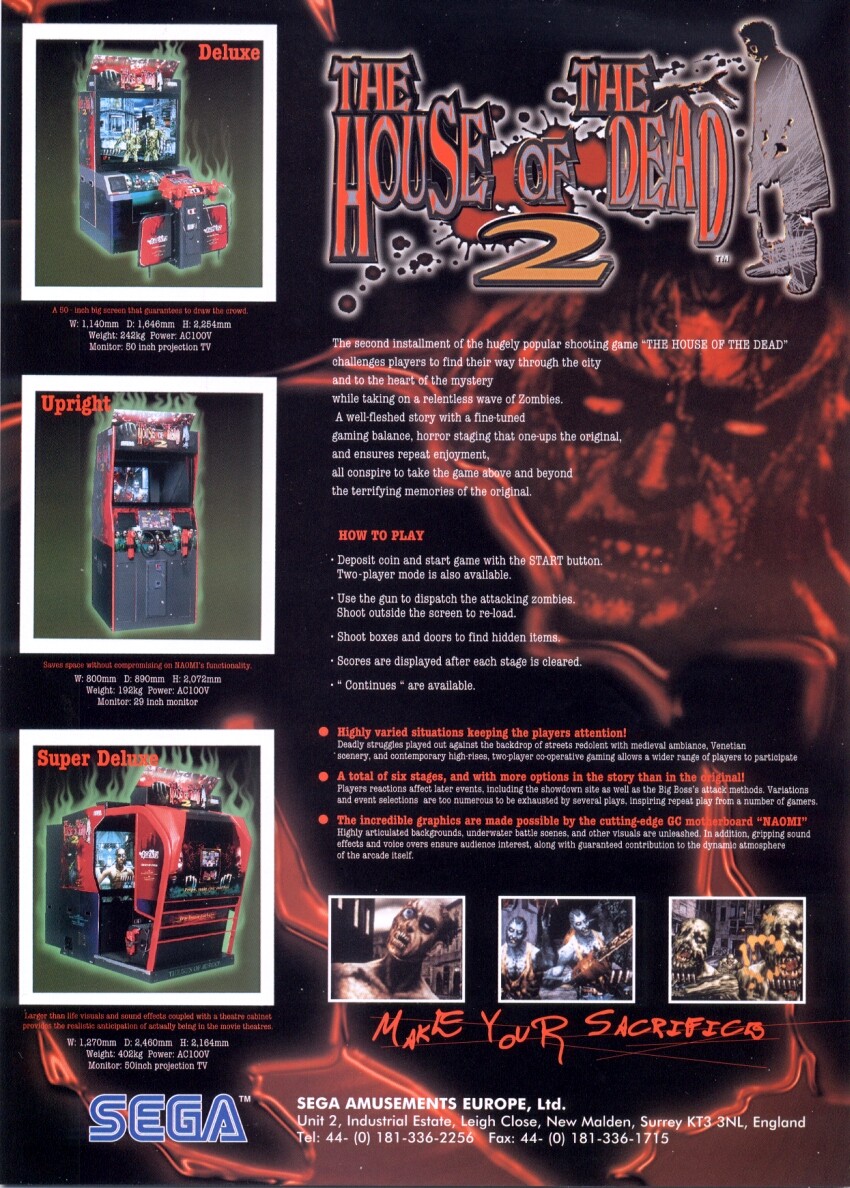 Deluxe
A 50 - inch big screen that guarantees to draw the crowd.
W: 1,140mm D: 1,646mm H: 2,254mm
Weight: 242kg Power: AC100V
Monitor: 50 inch projection TV
Upright
Saves space without compromising on NAOMI's functionality.
W: 800mm D: 890mm H: 2,072mm
Weight: 192kg Power: AC100V
Monitor: 29 inch monitor
Super Deluxe
Larger than life visuals and sound effects coupled with a theatre cabinet
provides the realistic anticipation of actually being in the movie theatres.
W: 1,270mm D: 2,460mm H: 2,164mm
Weight: 402kg Power: AC100V
Monitor: 50inch projection TV
THE HOUSE OF THE DEAD
2
TM
The second installment of the hugely popular shooting game "THE HOUSE OF THE DEAD"
challenges players to find their way through the city
and to the heart of the mystery
while taking on a relentless wave of Zombies.
A well-fleshed story with a fine-tuned
gaming balance, horror staging that one-ups the original,
and ensures repeat enjoyment,
all conspire to take the game above and beyond
the terrifying memories of the original.
HOW TO PLAY
· Deposit coin and start game with the START button.
Two-player mode is also available.
· Use the gun to dispatch the attacking zombies.
Shoot outside the screen to re-load.
· Shoot boxes and doors to find hidden items.
· Scores are displayed after each stage is cleared.
· " Continues " are available.
● Highly varied situations keeping the players attention!
Deadly struggles played out against the backdrop of streets redolent with medieval ambiance, Venetian
scenery, and contemporary high-rises, two-player co-operative gaming allows a wider range of players to participate
● A total of six stages, and with more options in the story than in the original!
Players reactions affect later events, including the showdown site as well as the Big Boss's attack methods. Variations
and event selections are too numerous to be exhausted by several plays, inspiring repeat play from a number of gamers.
● The incredible graphics are made possible by the cutting-edge GC motherboard "NAOMI"
Highly articulated backgrounds, underwater battle scenes, and other visuals are unleashed. In addition, gripping sound
effects and voice overs ensure audience interest, along with guaranteed contribution to the dynamic atmosphere
of the arcade itself.
MAKE YOUR SACRIFICES
SEGA TM
SEGA AMUSEMENTS EUROPE, Ltd.
Unit 2, Industrial Estate, Leigh Close, New Malden, Surrey KT3 3NL, England
Tel: 44- (0) 181-336-2256 Fax: 44- (0) 181-336-1715